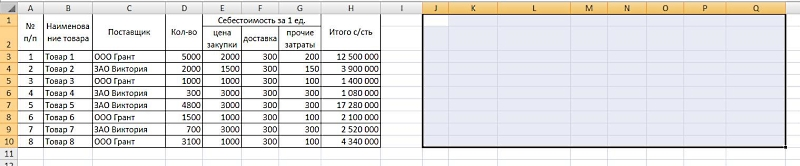 A B C D E F G H I J K L M N O P Q
1 № п/п Наименова ние товара Поставщик Кол-во Себестоимость за 1 ед. Итого с/сть
2 цена закупки доставка прочие затраты
3 1 Товар 1 ООО Грант 5000 2000 300 200 12 500 000
4 2 Товар 2 ЗАО Виктория 2000 1500 300 150 3 900 000
5 3 Товар 3 ООО Грант 1000 1000 300 100 1 400 000
6 4 Товар 4 ЗАО Виктория 300 3000 300 300 1 080 000
7 5 Товар 5 ЗАО Виктория 4800 3000 300 300 17 280 000
8 6 Товар 6 ООО Грант 1500 1000 300 100 2 100 000
9 7 Товар 7 ЗАО Виктория 700 3000 300 300 2 520 000
10 8 Товар 8 ООО Грант 3100 1000 300 100 4 340 000
11